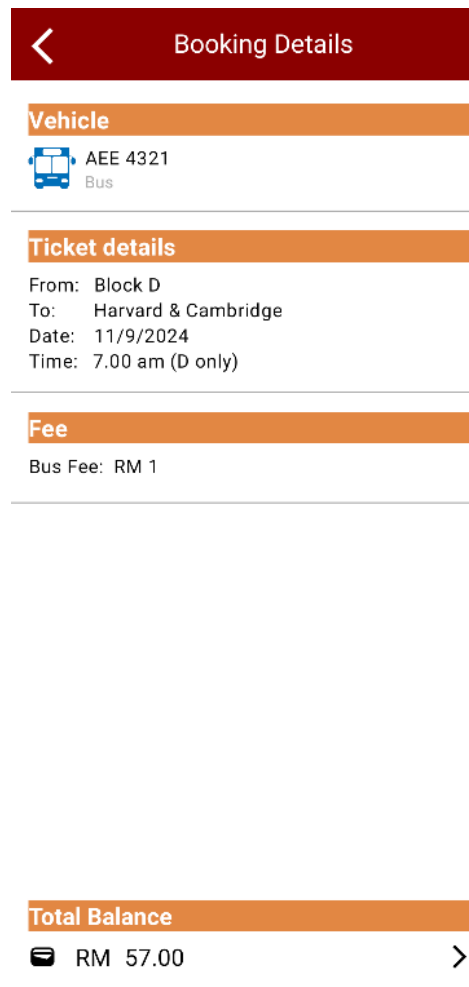 Booking Details
Vehicle
AEE 4321
Bus
Ticket details
From: Block D
To: Harvard & Cambridge
Date: 11/9/2024
Time: 7.00 am (D only)
Fee
Bus Fee: RM 1
Total Balance
RM 57.00